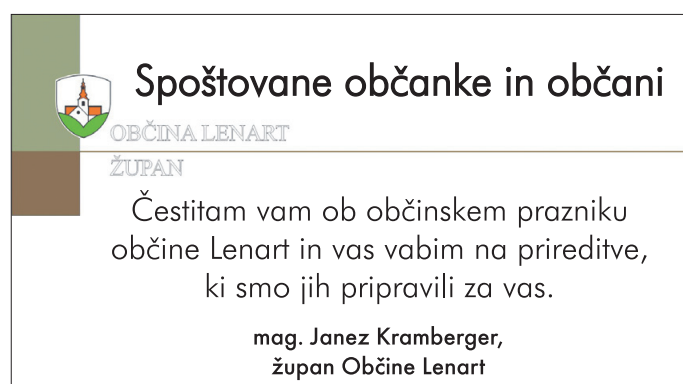 Spoštovane občanke in občani
OBČINA LENART
ŽUPAN
Čestitam vam ob občinskem prazniku
občine Lenart in vas vabim na prireditve,
ki smo jih pripravili za vas.
mag. Janez Kramberger,
župan Občine Lenart